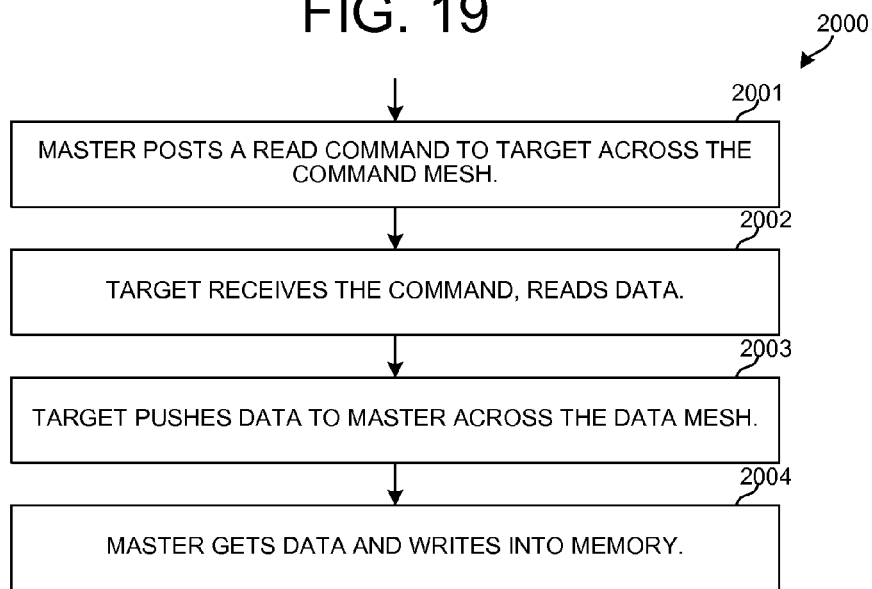 FIG. 19
2000
2001
MASTER POSTS A READ COMMAND TO TARGET ACROSS THE
COMMAND MESH.
2002
TARGET RECEIVES THE COMMAND, READS DATA.
2003
TARGET PUSHES DATA TO MASTER ACROSS THE DATA MESH.
2004
MASTER GETS DATA AND WRITES INTO MEMORY.